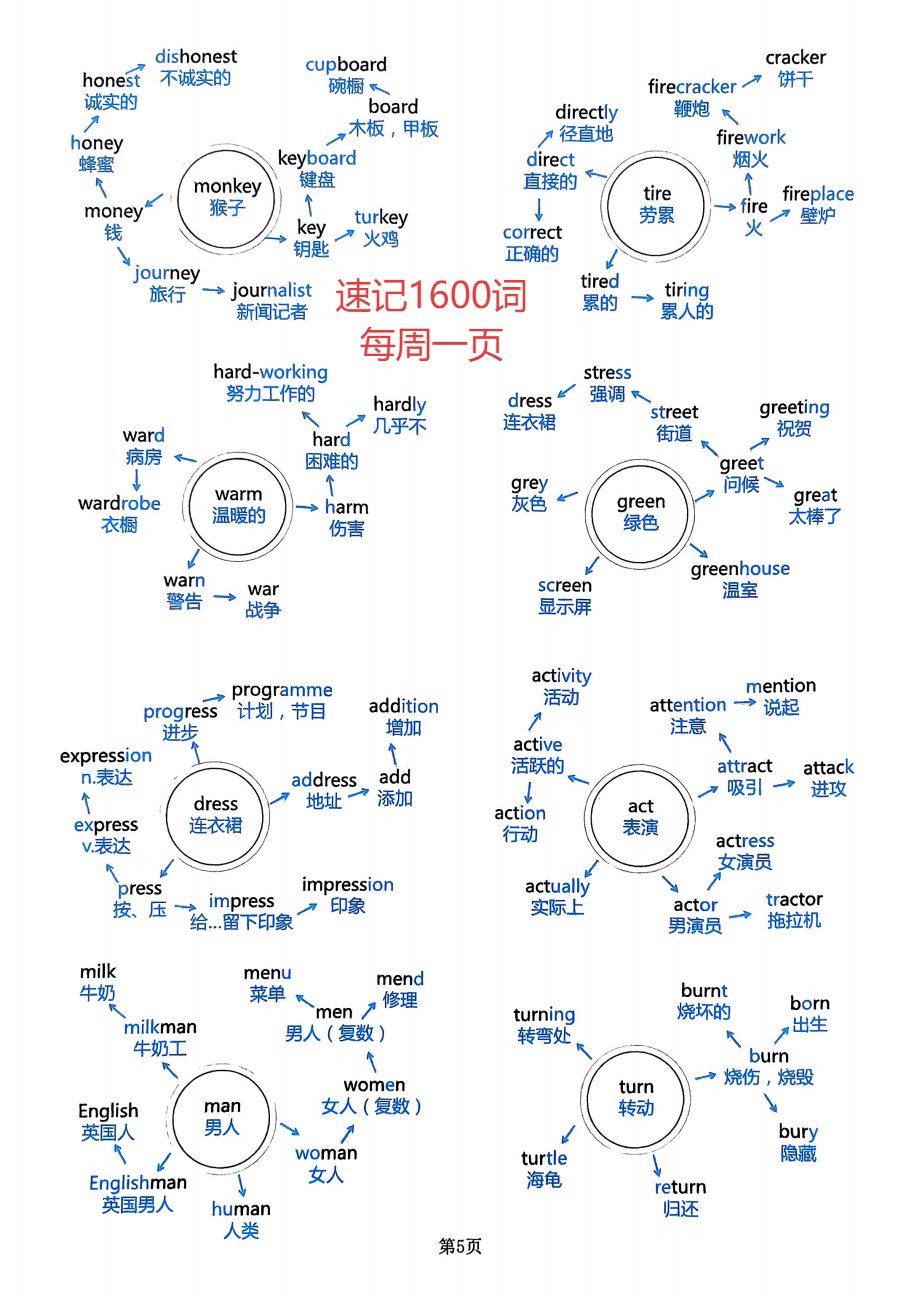 dishonest
不诚实的
honest
诚实的
honey
蜂蜜
money
钱
monkey
猴子
journey
旅行
journalist
新闻记者
cupboard
碗橱
board
木板，甲板
keyboard
键盘
key
钥匙
turkey
火鸡
cracker
饼干
firecracker
鞭炮
firework
烟火
fireplace
壁炉
fire
火
tire
劳累
directly
径直地
direct
直接的
correct
正确的
tired
累的
tiring
累人的
速记1600词
每周一页
hard-working
努力工作的
hardly
几乎不
hard
困难的
harm
伤害
warm
温暖的
ward
病房
wardrobe
衣橱
warn
警告
war
战争
stress
强调
dress
连衣裙
street
街道
greeting
祝贺
greet
问候
great
太棒了
grey
灰色
green
绿色
greenhouse
温室
screen
显示屏
programme
计划，节目
progress
进步
addition
增加
add
添加
address
地址
dress
连衣裙
expression
n.表达
express
v.表达
press
按、压
impress
给...留下印象
impression
印象
activity
活动
active
活跃的
action
行动
act
表演
actually
实际上
attention
注意
mention
说起
attract
吸引
attack
进攻
actress
女演员
actor
男演员
tractor
拖拉机
milk
牛奶
milkman
牛奶工
man
男人
English
英国人
Englishman
英国男人
human
人类
woman
女人
women
女人（复数）
men
男人（复数）
menu
菜单
mend
修理
turning
转弯处
turn
转动
turtle
海龟
return
归还
burnt
烧坏的
born
出生
burn
烧伤，烧毁
bury
隐藏
第5页